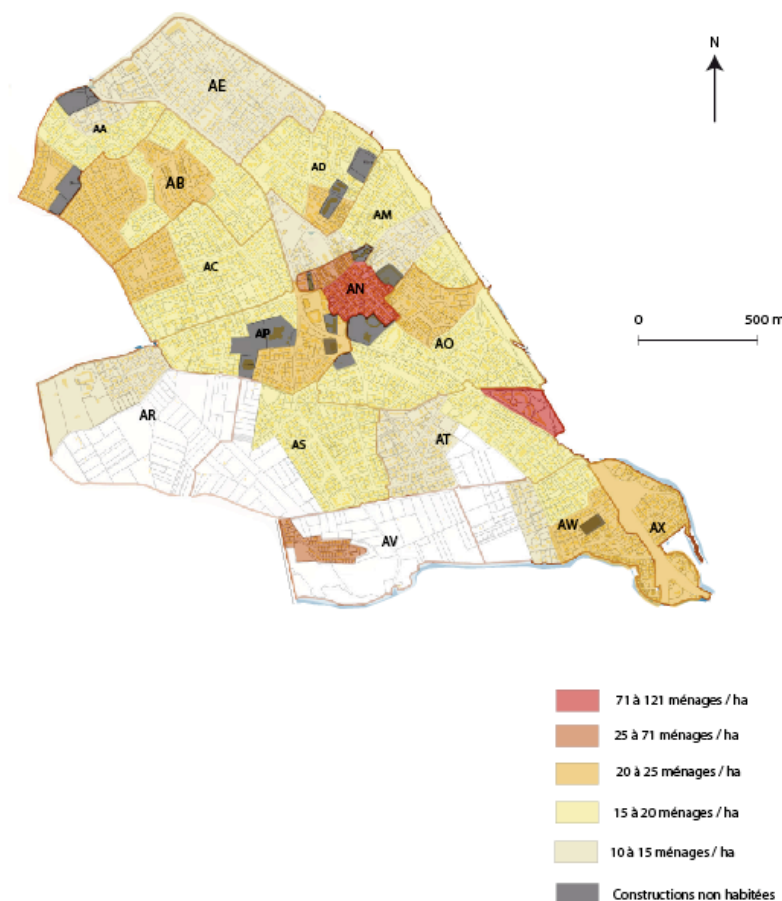 N
AE
AA
AD
AB
AM
AC
AN
0 500 m
AP
AO
AR
AS
AT
AV
AW
AX
71 à 121 ménages / ha
25 à 71 ménages / ha
20 à 25 ménages / ha
15 à 20 ménages / ha
10 à 15 ménages / ha
Constructions non habitées